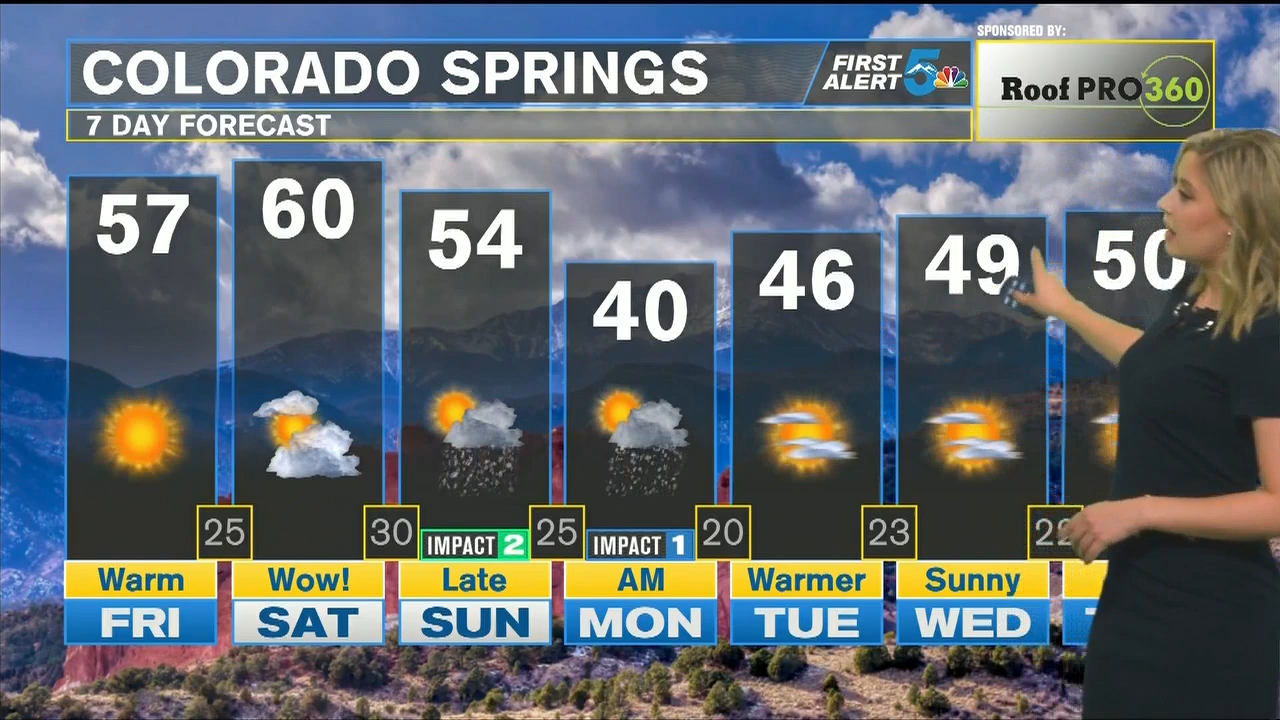 SPONSORED BY:
COLORADO SPRINGS
FIRST
ALERT 5
Roof PRO 360
7 DAY FORECAST
57 60 54 40 46 49 50
25 30 25 20 23 22
IMPACT 2 IMPACT 1
Warm Wow! Late AM Warmer Sunny
FRI SAT SUN MON TUE WED